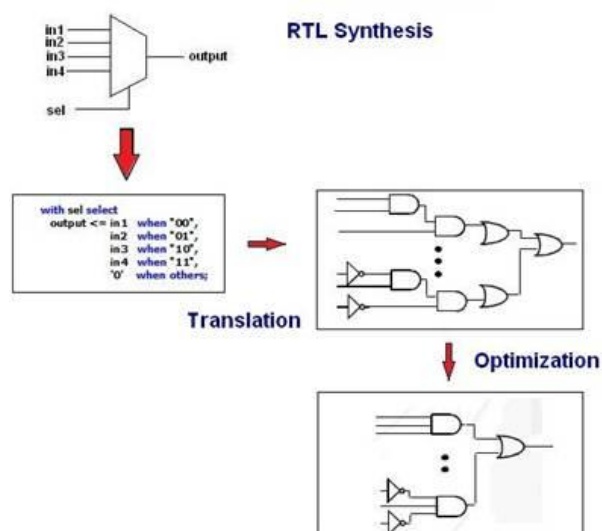 RTL Synthesis
in1
in2
in3
in4
output
sel
with sel select
output <= in1 when "00",
in2 when "01",
in3 when "10",
in4 when "11",
'0' when others;
Translation
Optimization